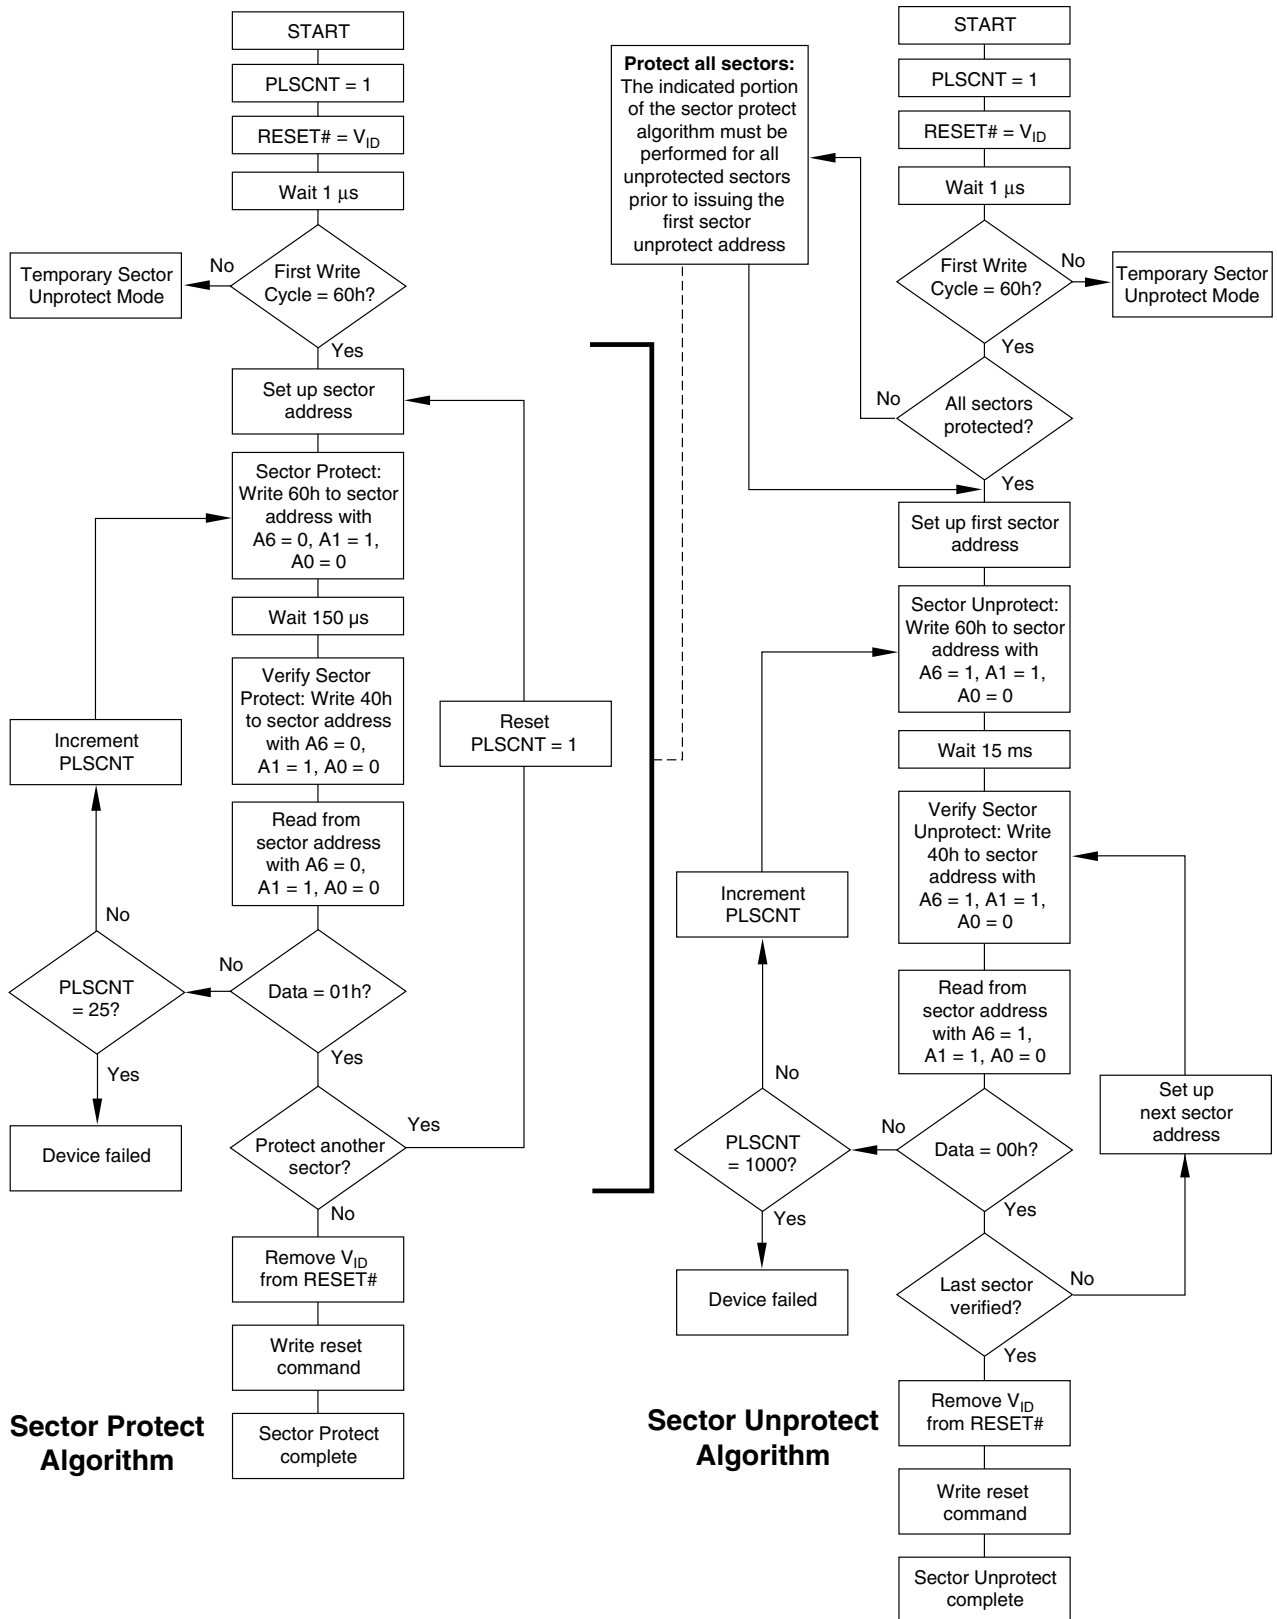 START
PLSCNT = 1
RESET# = VID
Wait 1 μs
First Write
Cycle = 60h?
No
Temporary Sector
Unprotect Mode
Yes
Set up sector
address
Sector Protect:
Write 60h to sector
address with
A6 = 0, A1 = 1,
A0 = 0
Wait 150 µs
Verify Sector
Protect: Write 40h
to sector address
with A6 = 0,
A1 = 1, A0 = 0
Read from
sector address
with A6 = 0,
A1 = 1, A0 = 0
Data = 01h?
No
PLSCNT
= 25?
No
Increment
PLSCNT
Yes
Device failed
Yes
Protect another
sector?
Yes
Reset
PLSCNT = 1
No
Remove VID
from RESET#
Write reset
command
Sector Protect
complete
Sector Protect
Algorithm
Protect all sectors:
The indicated portion
of the sector protect
algorithm must be
performed for all
unprotected sectors
prior to issuing the
first sector
unprotect address
START
PLSCNT = 1
RESET# = VID
Wait 1 μs
First Write
Cycle = 60h?
No
Temporary Sector
Unprotect Mode
Yes
All sectors
protected?
No
Yes
Set up first sector
address
Sector Unprotect:
Write 60h to sector
address with
A6 = 1, A1 = 1,
A0 = 0
Wait 15 ms
Verify Sector
Unprotect: Write
40h to sector
address with
A6 = 1, A1 = 1,
A0 = 0
Read from
sector address
with A6 = 1,
A1 = 1, A0 = 0
Data = 00h?
No
PLSCNT
= 1000?
No
Increment
PLSCNT
Yes
Device failed
Yes
Last sector
verified?
No
Set up
next sector
address
Yes
Remove VID
from RESET#
Write reset
command
Sector Unprotect
complete
Sector Unprotect
Algorithm